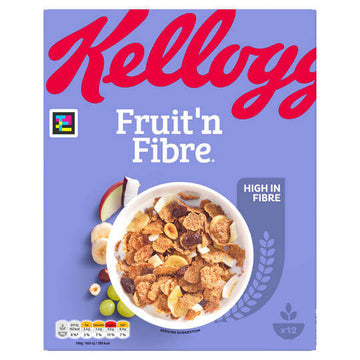 Kellogg
Fruit'n
Fibre®
HIGH IN
FIBRE
x12
SERVING SUGGESTION